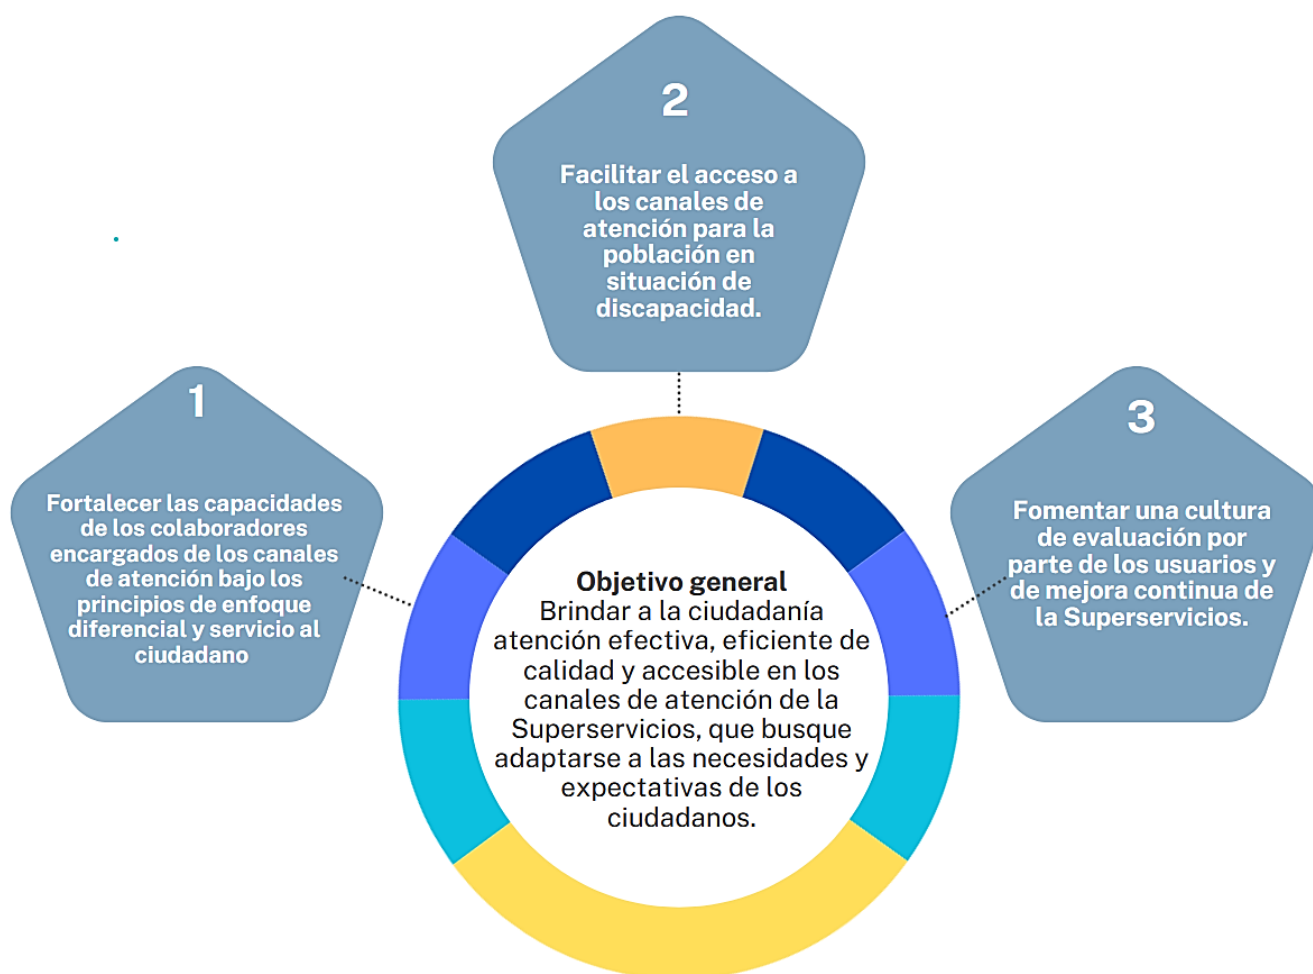 1
Fortalecer las capacidades
de los colaboradores
encargados de los canales
de atención bajo los
principios de enfoque
diferencial y servicio al
ciudadano
2
Facilitar el acceso a
los canales de
atención para la
población en
situación de
discapacidad.
3
Fomentar una cultura
de evaluación por
parte de los usuarios y
de mejora continua de
la Superservicios.
Objetivo general
Brindar a la ciudadanía
atención efectiva, eficiente de
calidad y accesible en los
canales de atención de la
Superservicios, que busque
adaptarse a las necesidades y
expectativas de los
ciudadanos.